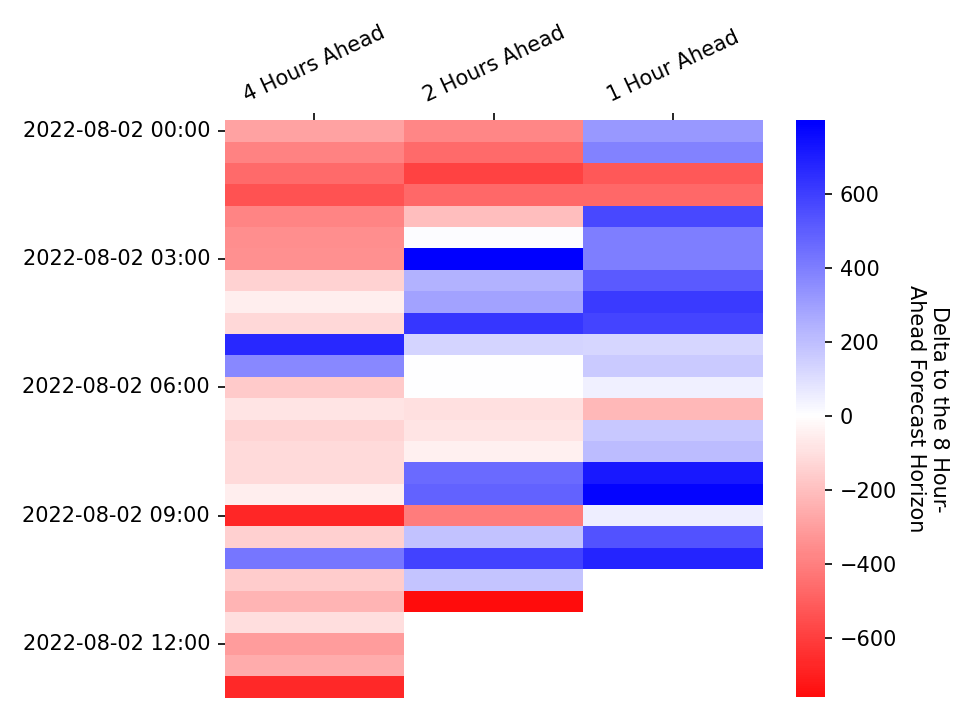 4 Hours Ahead
2 Hours Ahead
1 Hour Ahead
2022-08-02 00:00
2022-08-02 03:00
2022-08-02 06:00
2022-08-02 09:00
2022-08-02 12:00
600
400
200
0
−200
−400
−600
Delta to the 8 Hour-
Ahead Forecast Horizon